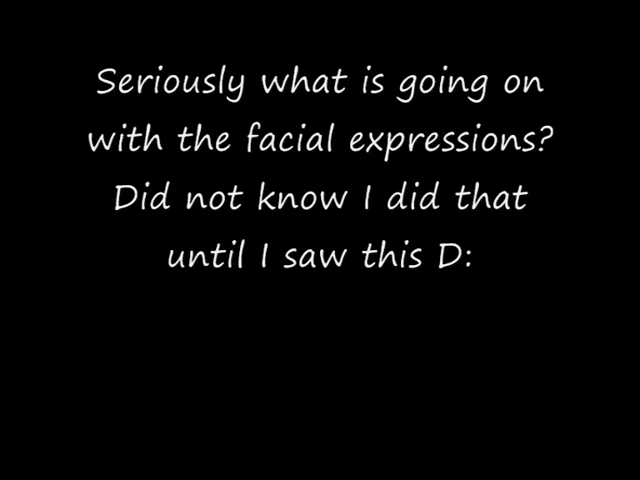 Seriously what is going on
with the facial expressions?
Did not know I did that
until I saw this D: